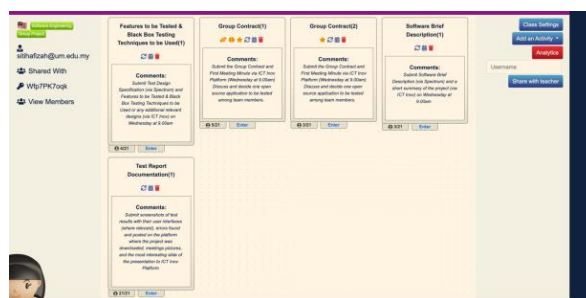 Software Engineering
Group Project
sitihafizah@um.edu.my
Shared With
Wfp7PK7oqk
View Members
Features to be Tested &
Black Box Testing
Techniques to be Used(1)
Comments:
Submit Test Design
Specification (via Spectrum) and
Features to be Tested & Black
Box Testing Techniques to be
Used or any additional relevant
designs (via ICT Inov) on
Wednesday at 9.00am
4/21
Enter
Group Contract(1)
Comments:
Submit the Group Contract and
First Meeting Minute via ICT Inov
Platform (Wednesday at 9.00am)
Discuss and decide one open
source application to be tested
among team members.
5/21
Enter
Group Contract(2)
Comments:
Submit the Group Contract and
First Meeting Minute via ICT Inov
Platform (Wednesday at 9.00am)
Discuss and decide one open
source application to be tested
among team members.
Enter
Software Brief
Description(1)
Comments:
Submit Software Brief
Description (via Spectrum) and a
short summary of the project (via
ICT Inov) on Wednesday at
9.00am
Enter
Test Report
Documentation(1)
Comments:
Submit screenshots of test
results with their user interfaces
(where relevant), errors found
and posted on the platform
where the project was
downloaded, meetings pictures,
and the most interesting slide of
the presentation to ICT Inov
Platform
21/21
Enter
Class Settings
Add an Activity
Analytics
Username
Share with teacher